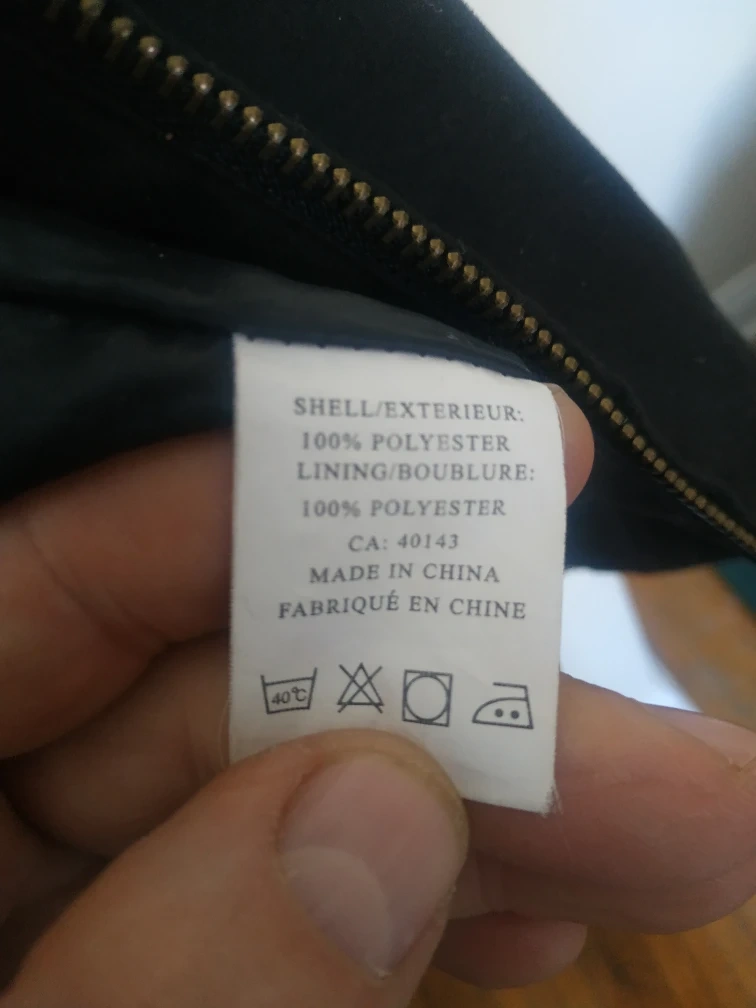 SHELL/EXTERIEUR:
100% POLYESTER
LINING/BOUBLURE:
100% POLYESTER
CA: 40143
MADE IN CHINA
FABRIQUÉ EN CHINE
40°C